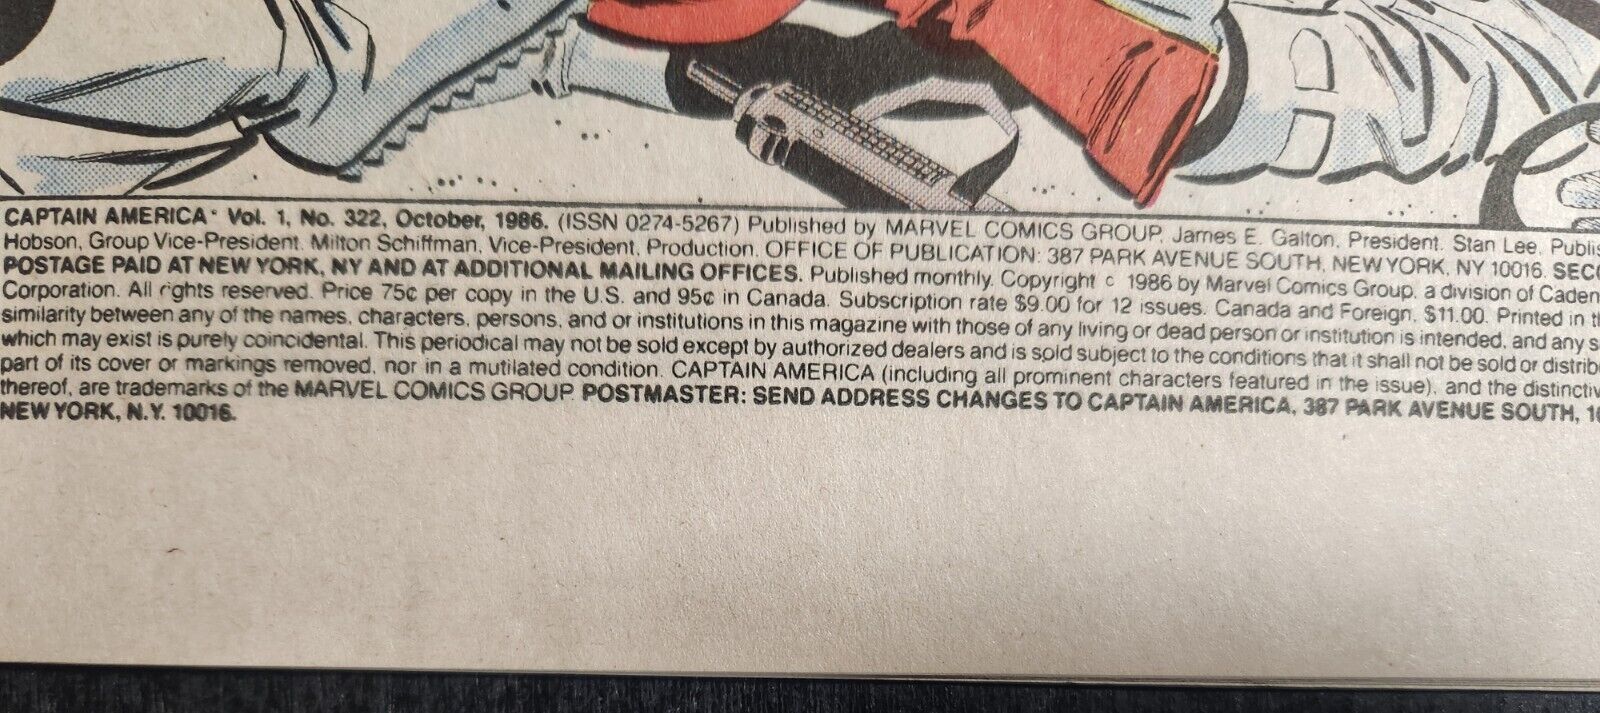 CAPTAIN AMERICA® Vol. 1, No. 322, October, 1986. (ISSN 0274-5267) Published by MARVEL COMICS GROUP. James E. Galton, President. Stan Lee, Publis
Hobson, Group Vice-President. Milton Schiffman, Vice-President, Production. OFFICE OF PUBLICATION: 387 PARK AVENUE SOUTH, NEW YORK, NY 10016. SECO
POSTAGE PAID AT NEW YORK, NY AND AT ADDITIONAL MAILING OFFICES. Published monthly. Copyright c 1986 by Marvel Comics Group, a division of Caden
Corporation. All rights reserved. Price 75¢ per copy in the U.S. and 95¢ in Canada. Subscription rate $9.00 for 12 issues. Canada and Foreign, $11.00. Printed in th
similarity between any of the names, characters, persons, and or institutions in this magazine with those of any living or dead person or institution is intended, and any s
which may exist is purely coincidental. This periodical may not be sold except by authorized dealers and is sold subject to the conditions that it shall not be sold or distrib
part of its cover or markings removed, nor in a mutilated condition. CAPTAIN AMERICA (including all prominent characters featured in the issue), and the distinctiv
thereof, are trademarks of the MARVEL COMICS GROUP. POSTMASTER: SEND ADDRESS CHANGES TO CAPTAIN AMERICA, 387 PARK AVENUE SOUTH, 10
NEW YORK, N.Y. 10016.